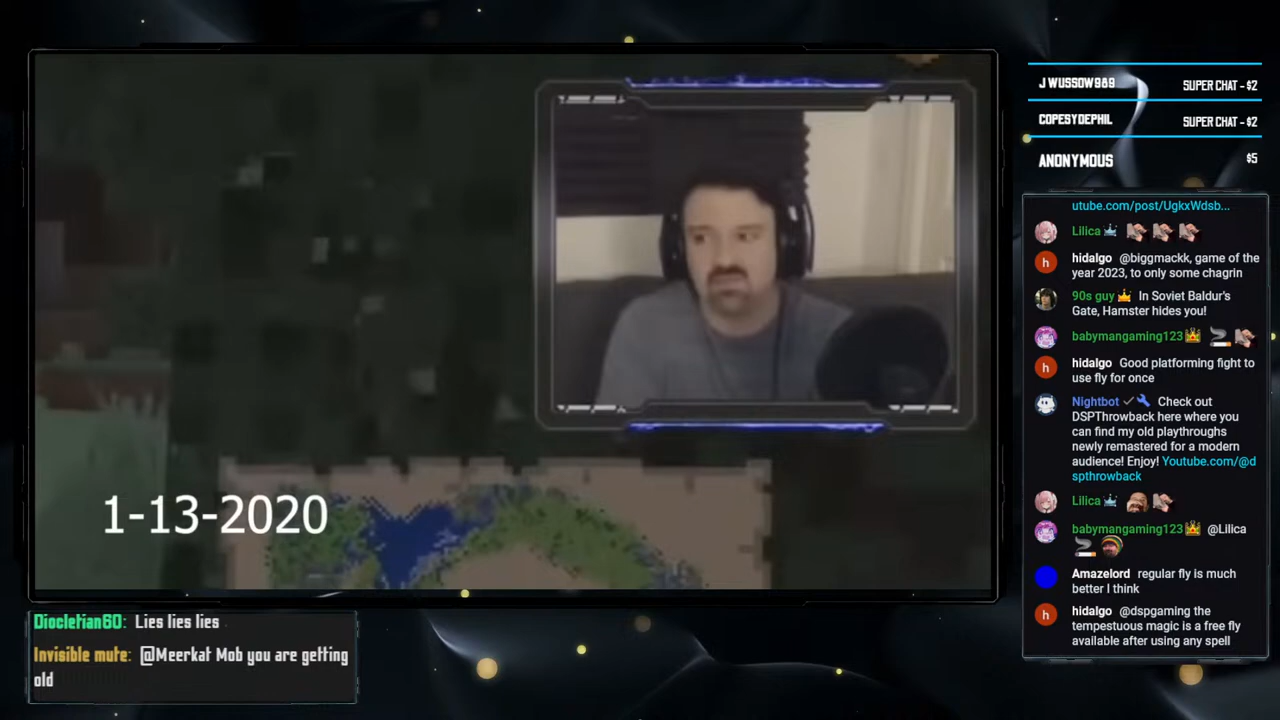 J WUSSOW989 SUPER CHAT - $2
COPESYDEPHIL SUPER CHAT - $2
ANONYMOUS $5
utube.com/post/UgkxWdsb...
Lilica
hidalgo @biggmackk, game of the
year 2023, to only some chagrin
90s guy In Soviet Baldur's
Gate, Hamster hides you!
babymangaming123
hidalgo Good platforming fight to
use fly for once
Nightbot Check out
DSPThrowback here where you
can find my old playthroughs
newly remastered for a modern
audience! Enjoy! Youtube.com/@d
spthrowback
Lilica
babymangaming123 @Lilica
Amazelord regular fly is much
better I think
hidalgo @dspgaming the
tempestuous magic is a free fly
available after using any spell
h
h
h
1-13-2020
Diocletian60: Lies lies lies
Invisible mute: @Meerkat Mob you are getting
old